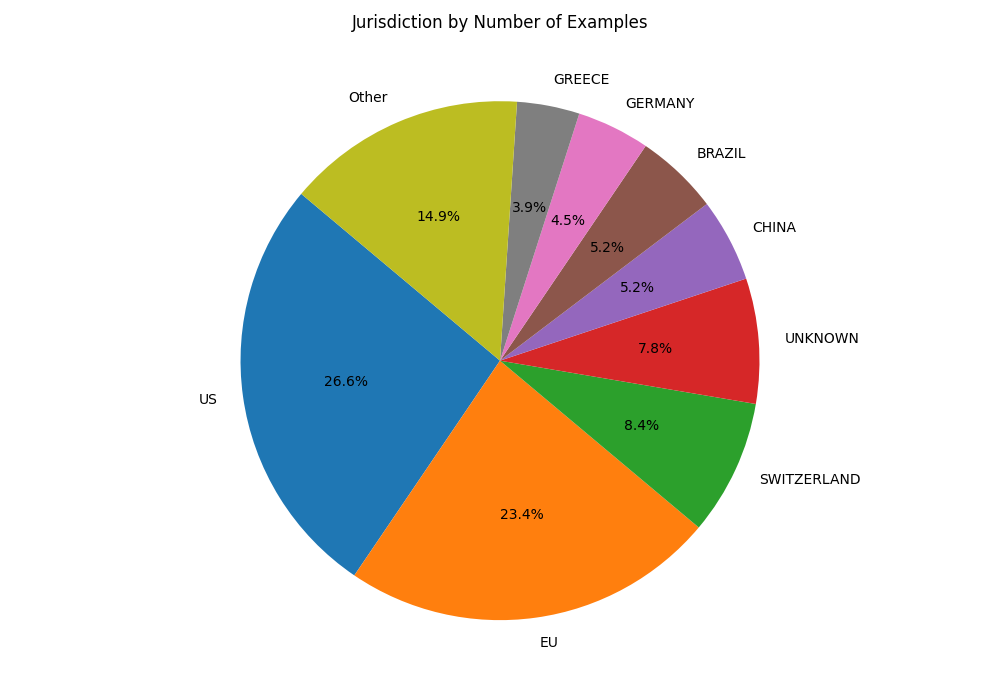 Jurisdiction by Number of Examples
GREECE
Other
GERMANY
BRAZIL
3.9%
14.9%
4.5%
CHINA
5.2%
5.2%
UNKNOWN
7.8%
26.6%
US
8.4%
SWITZERLAND
23.4%
EU